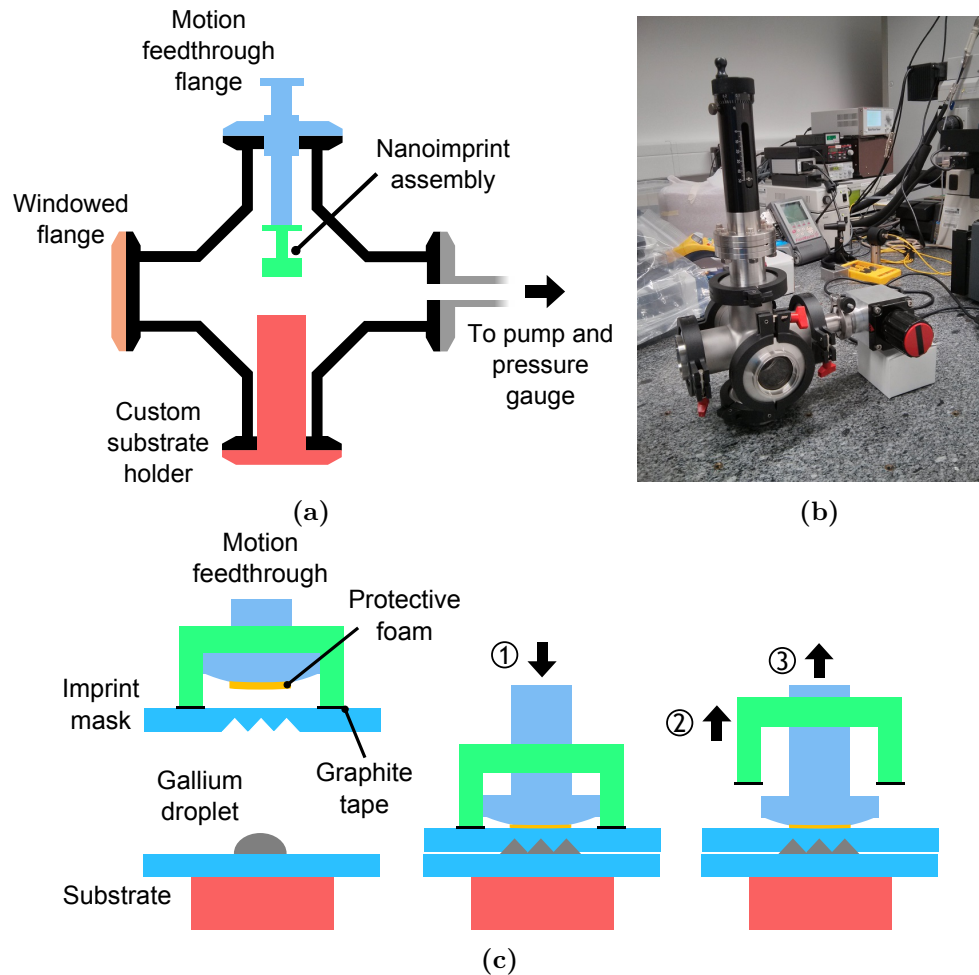 Motion
feedthrough
flange
Nanoimprint
assembly
Windowed
flange
To pump and
pressure
gauge
Custom
substrate
holder
(a)
(b)
Motion
feedthrough
Protective
foam
Imprint
mask
Graphite
tape
Gallium
droplet
Substrate
①
②
③
(c)